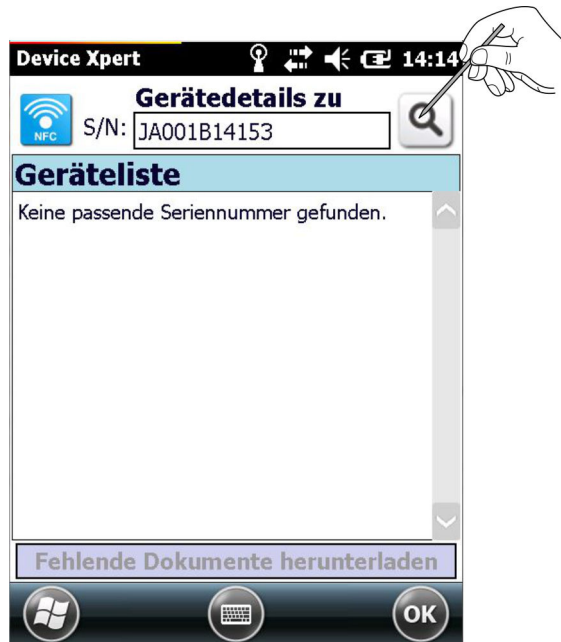 Device Xpert 14:14
Gerätedetails zu
NFC S/N: JA001B14153
Geräteliste
Keine passende Seriennummer gefunden.
Fehlende Dokumente herunterladen
OK